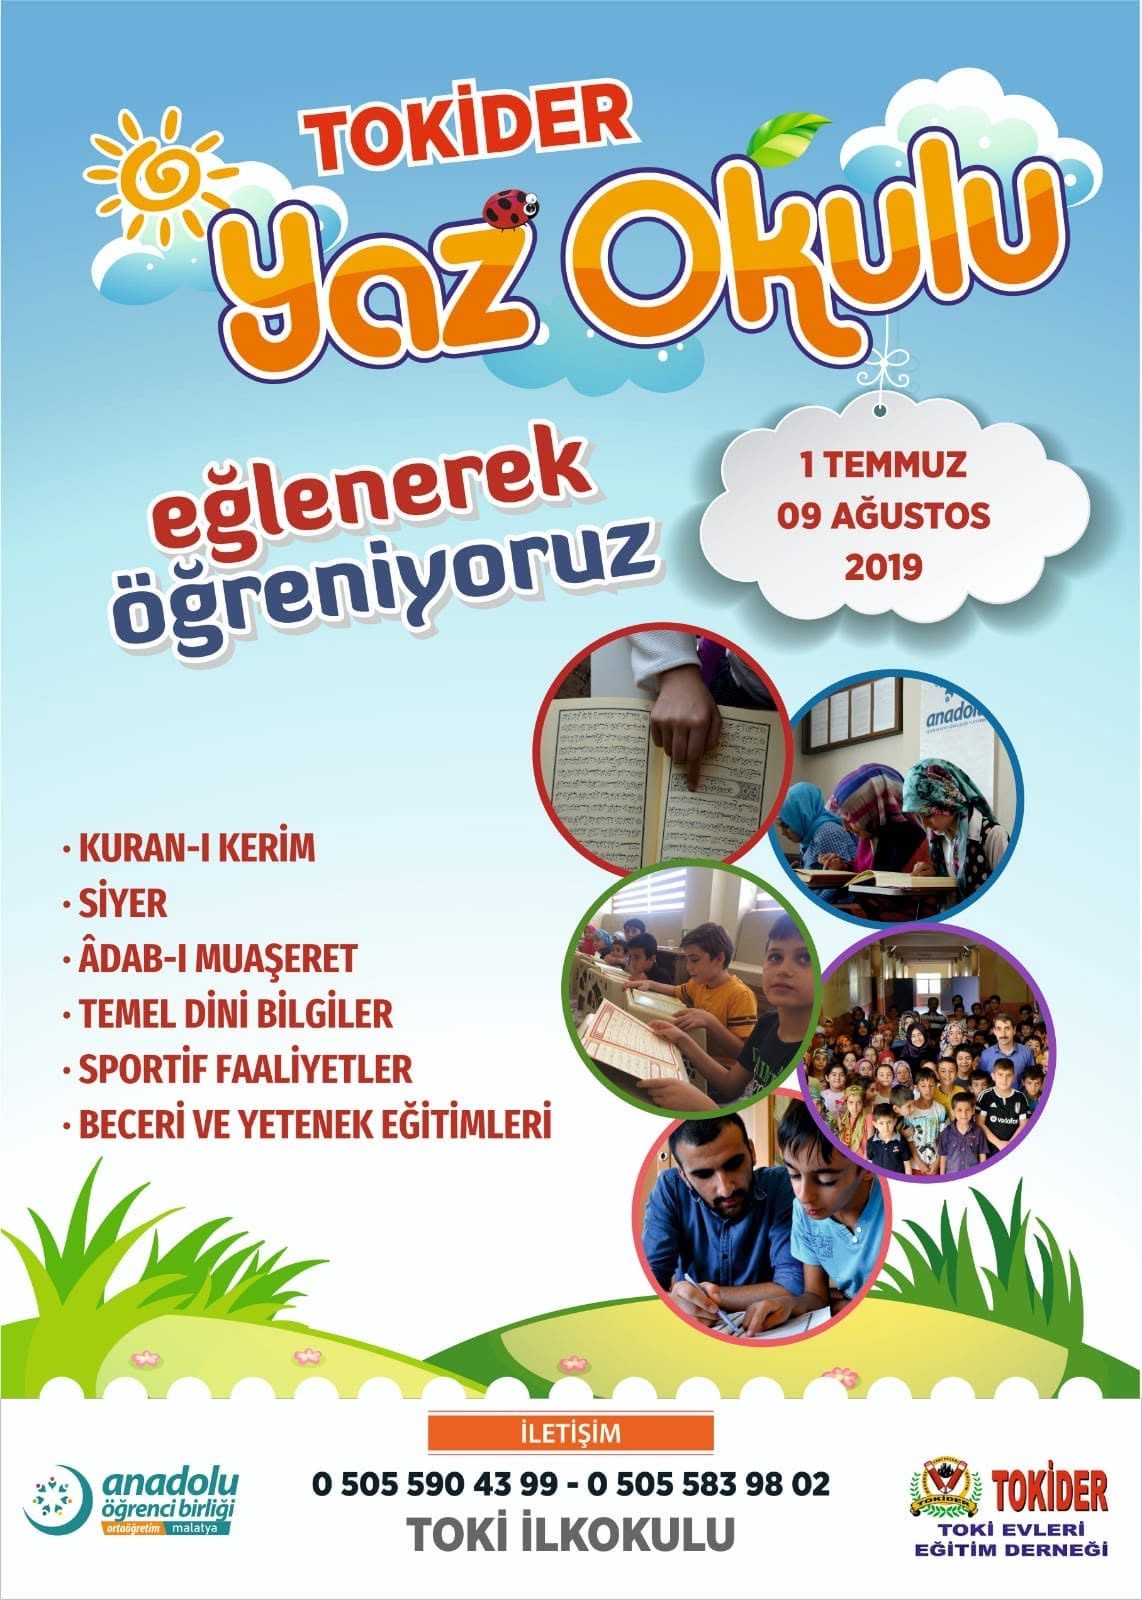 TOKİDER
Yaz Okulu
eğlenerek
öğreniyoruz
1 TEMMUZ
09 AĞUSTOS
2019
anadolu
· KURAN-I KERİM
· SİYER
· ÂDAB-I MUAŞERET
· TEMEL DİNİ BİLGİLER
· SPORTİF FAALİYETLER
· BECERİ VE YETENEK EĞİTİMLERİ
İLETİŞİM
0 505 590 43 99 - 0 505 583 98 02
TOKİ İLKOKULU
anadolu
öğrenci birliği
ortaöğretim malatya
TOKİDER
TOKİDER
TOKİ EVLERİ
EĞİTİM DERNEĞİ